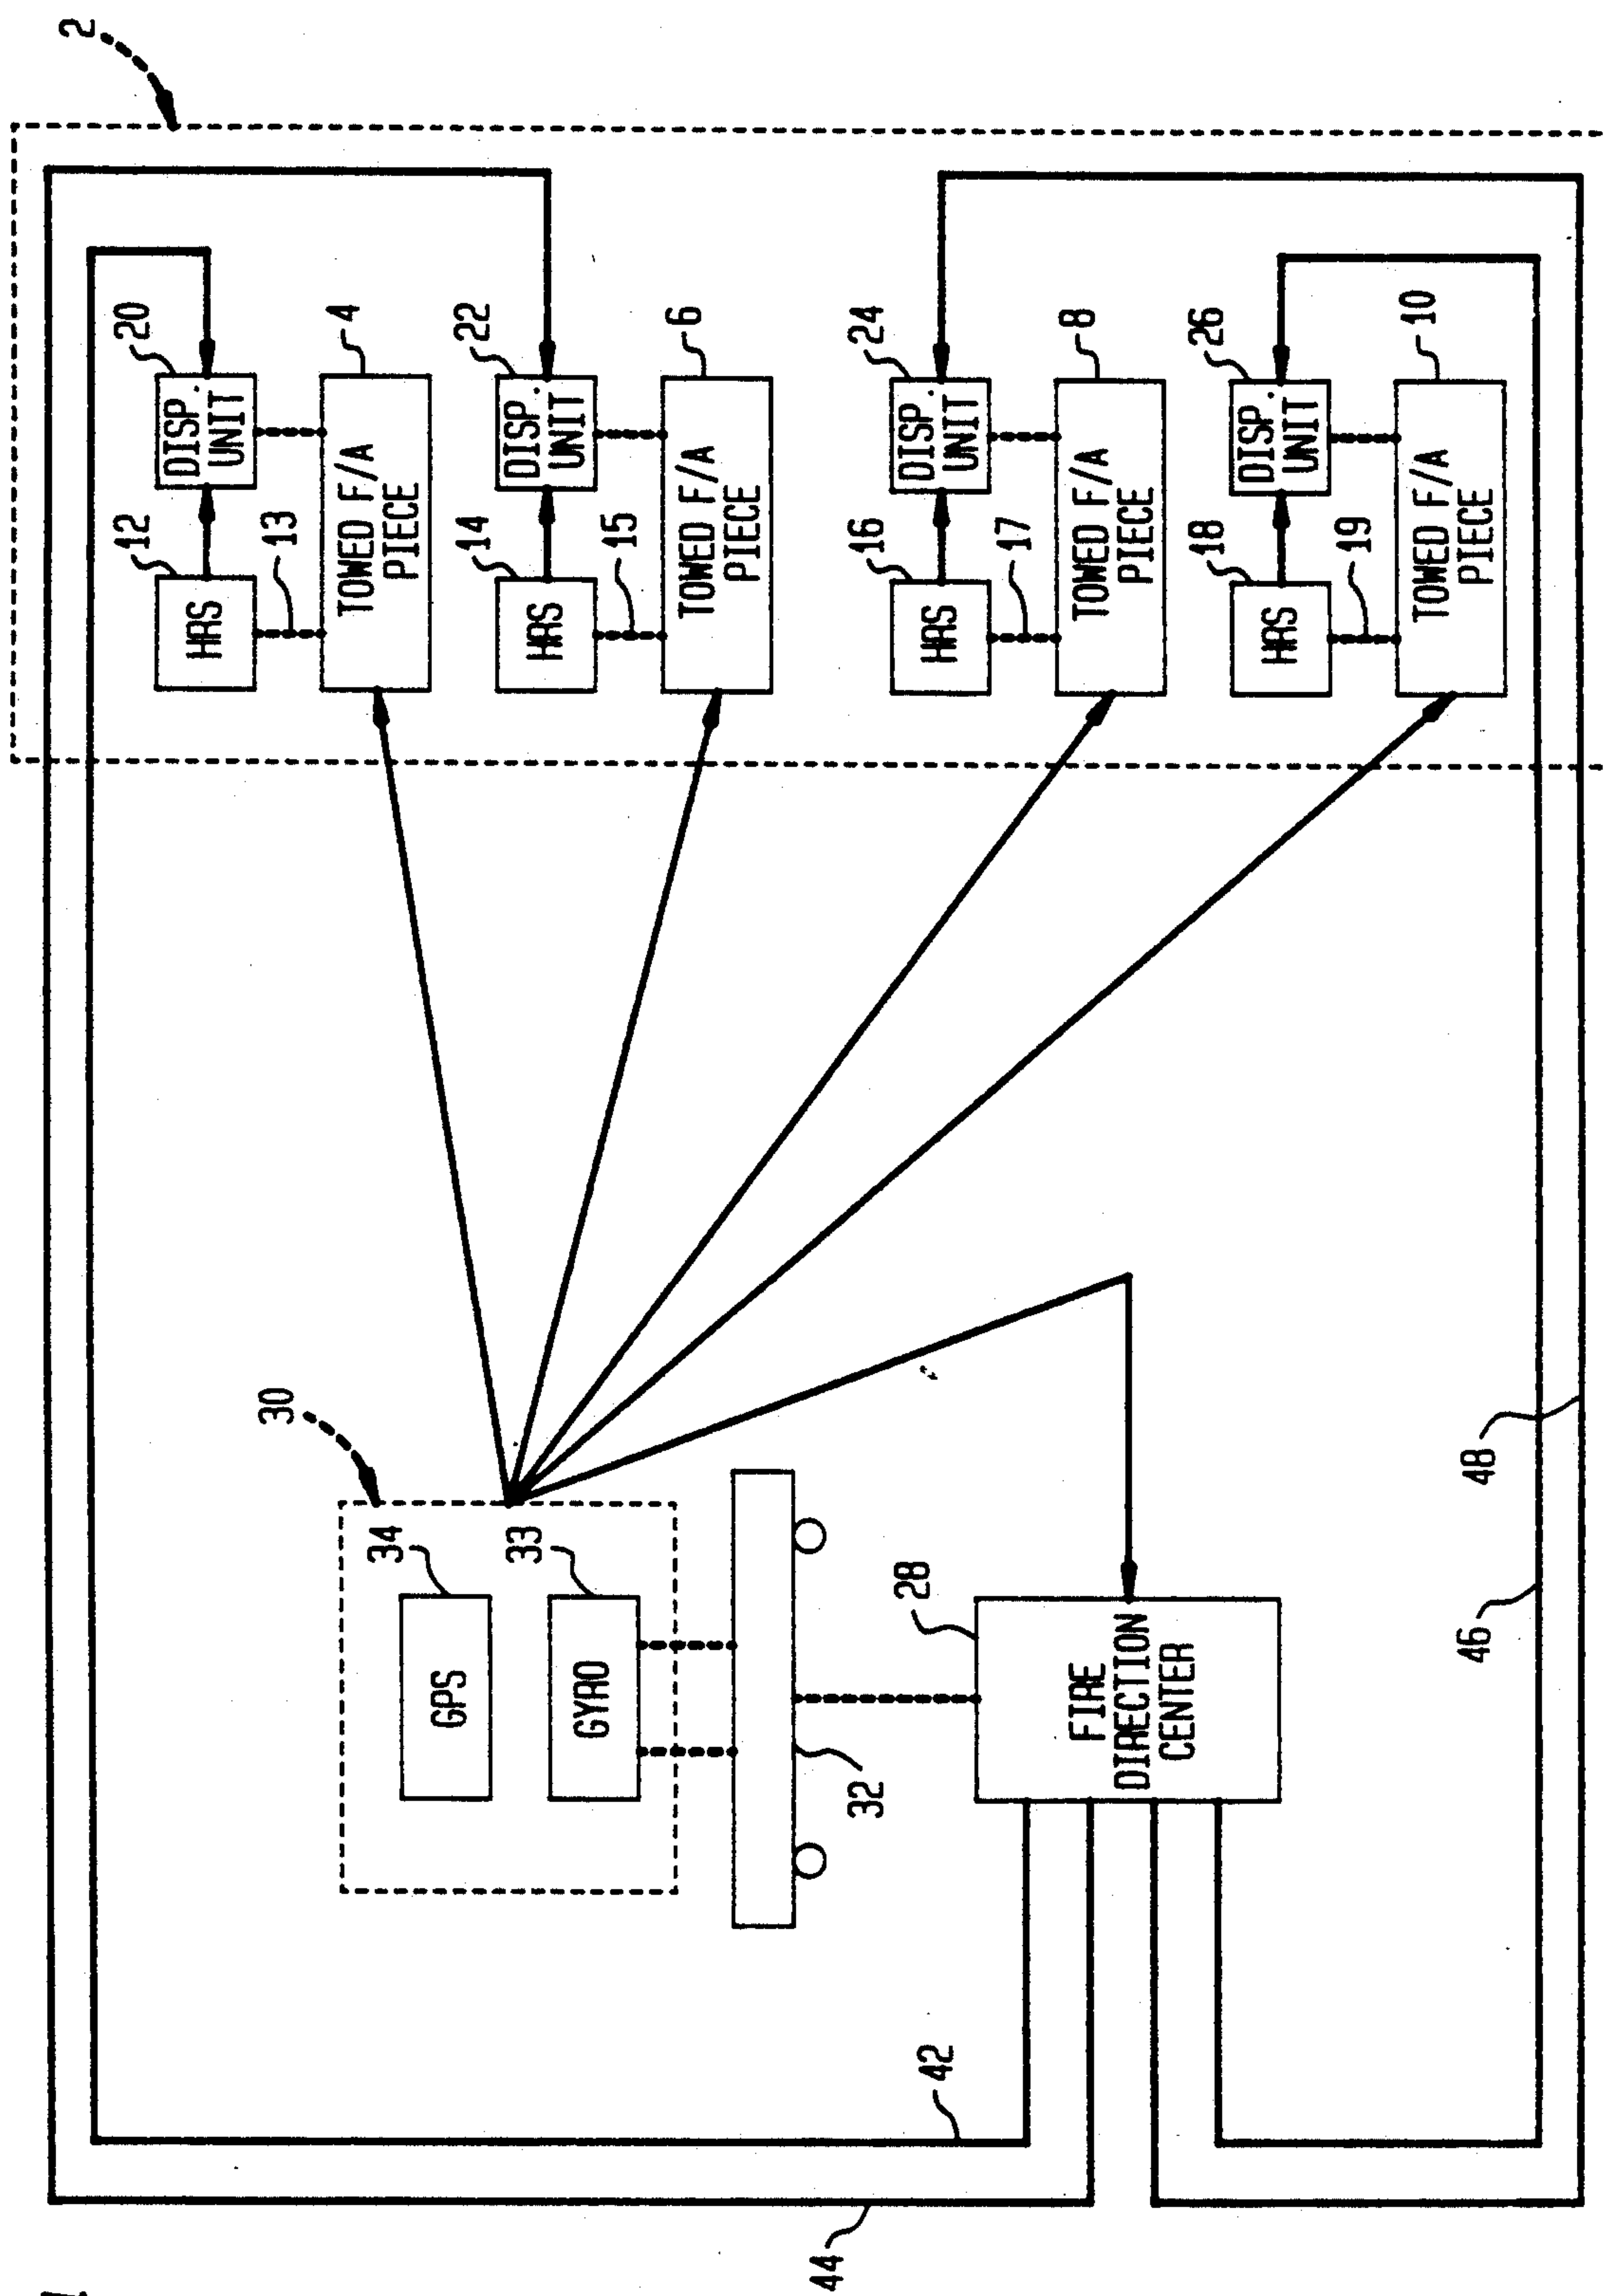 2
20
DISP.
UNIT
12
HRS
13
4
TOWED F/A
PIECE
22
DISP.
UNIT
14
HRS
15
6
TOWED F/A
PIECE
24
DISP.
UNIT
16
HRS
17
8
TOWED F/A
PIECE
26
DISP.
UNIT
18
HRS
19
10
TOWED F/A
PIECE
30
34
GPS
33
GYRO
32
28
FIRE
DIRECTION
CENTER
42
44
46
48